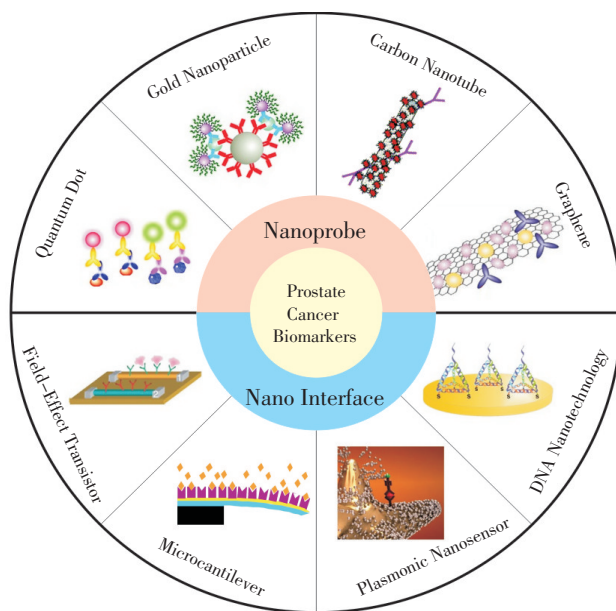 Gold Nanoparticle
Carbon Nanotube
Quantum Dot
Graphene
Nanoprobe
Prostate
Cancer
Biomarkers
Nano Interface
Field-Effect Transistor
DNA Nanotechnology
Microcantilever
Plasmonic Nanosensor